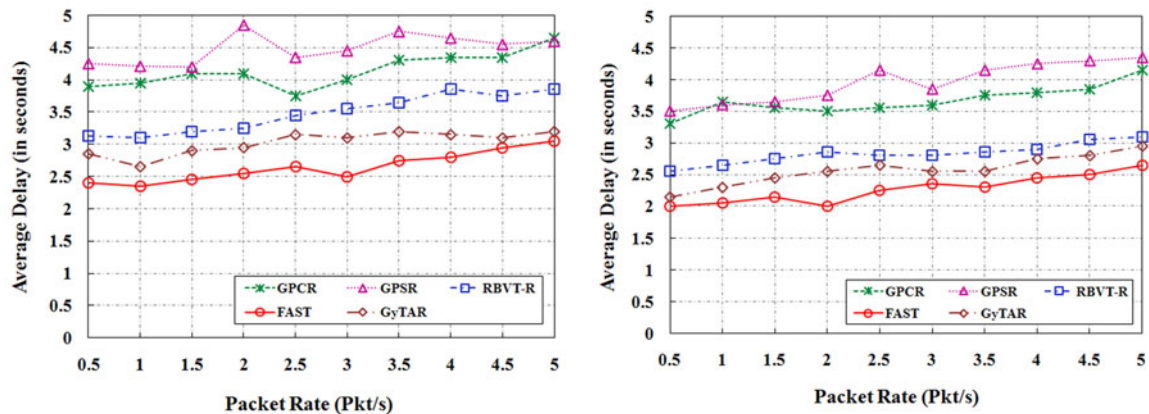 Average Delay (in seconds)
5
4.5
4
3.5
3
2.5
2
1.5
1
0.5
0
GPCR GPSR RBVT-R
FAST GyTAR
0.5 1 1.5 2 2.5 3 3.5 4 4.5 5
Packet Rate (Pkt/s)
Average Delay (in seconds)
5
4.5
4
3.5
3
2.5
2
1.5
1
0.5
0
GPCR GPSR RBVT-R
FAST GyTAR
0.5 1 1.5 2 2.5 3 3.5 4 4.5 5
Packet Rate (Pkt/s)